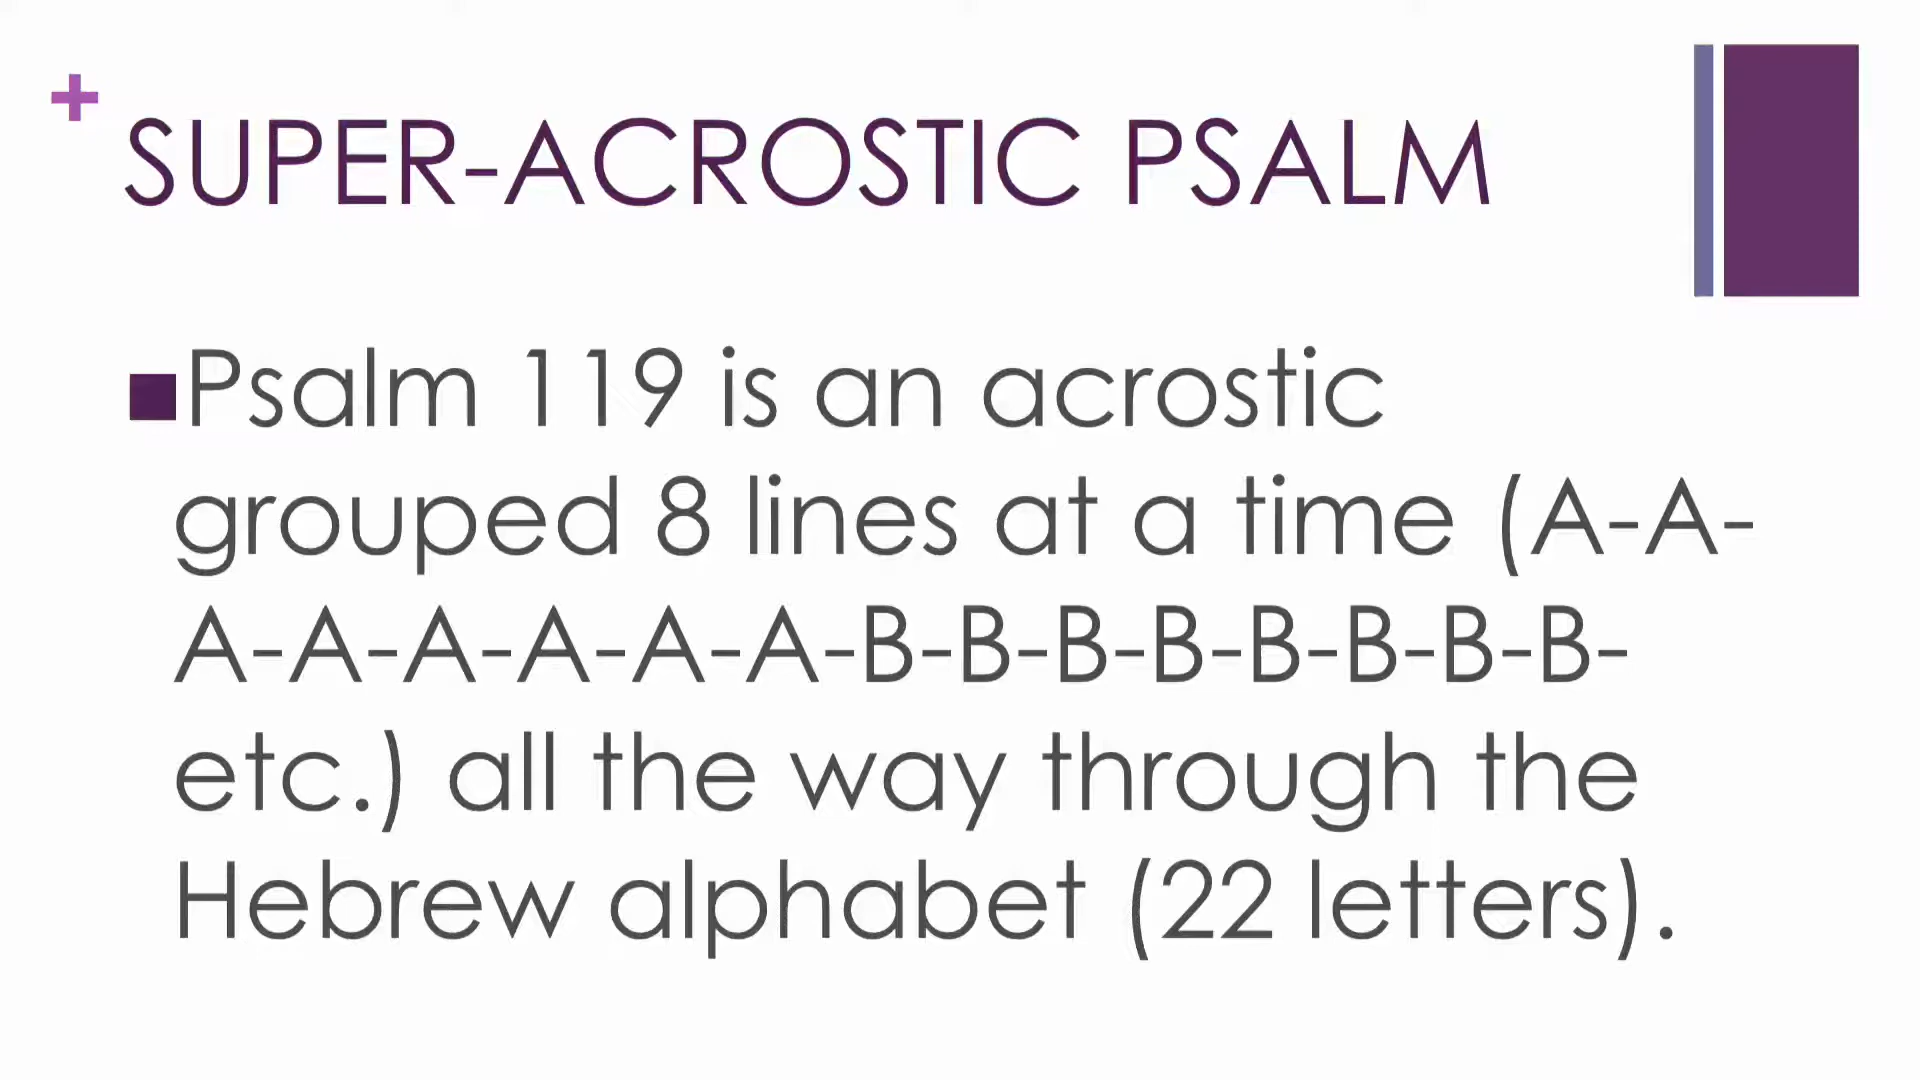 +
SUPER-ACROSTIC PSALM
■Psalm 119 is an acrostic
grouped 8 lines at a time (A-A-
A-A-A-A-A-A-B-B-B-B-B-B-B-B-
etc.) all the way through the
Hebrew alphabet (22 letters).